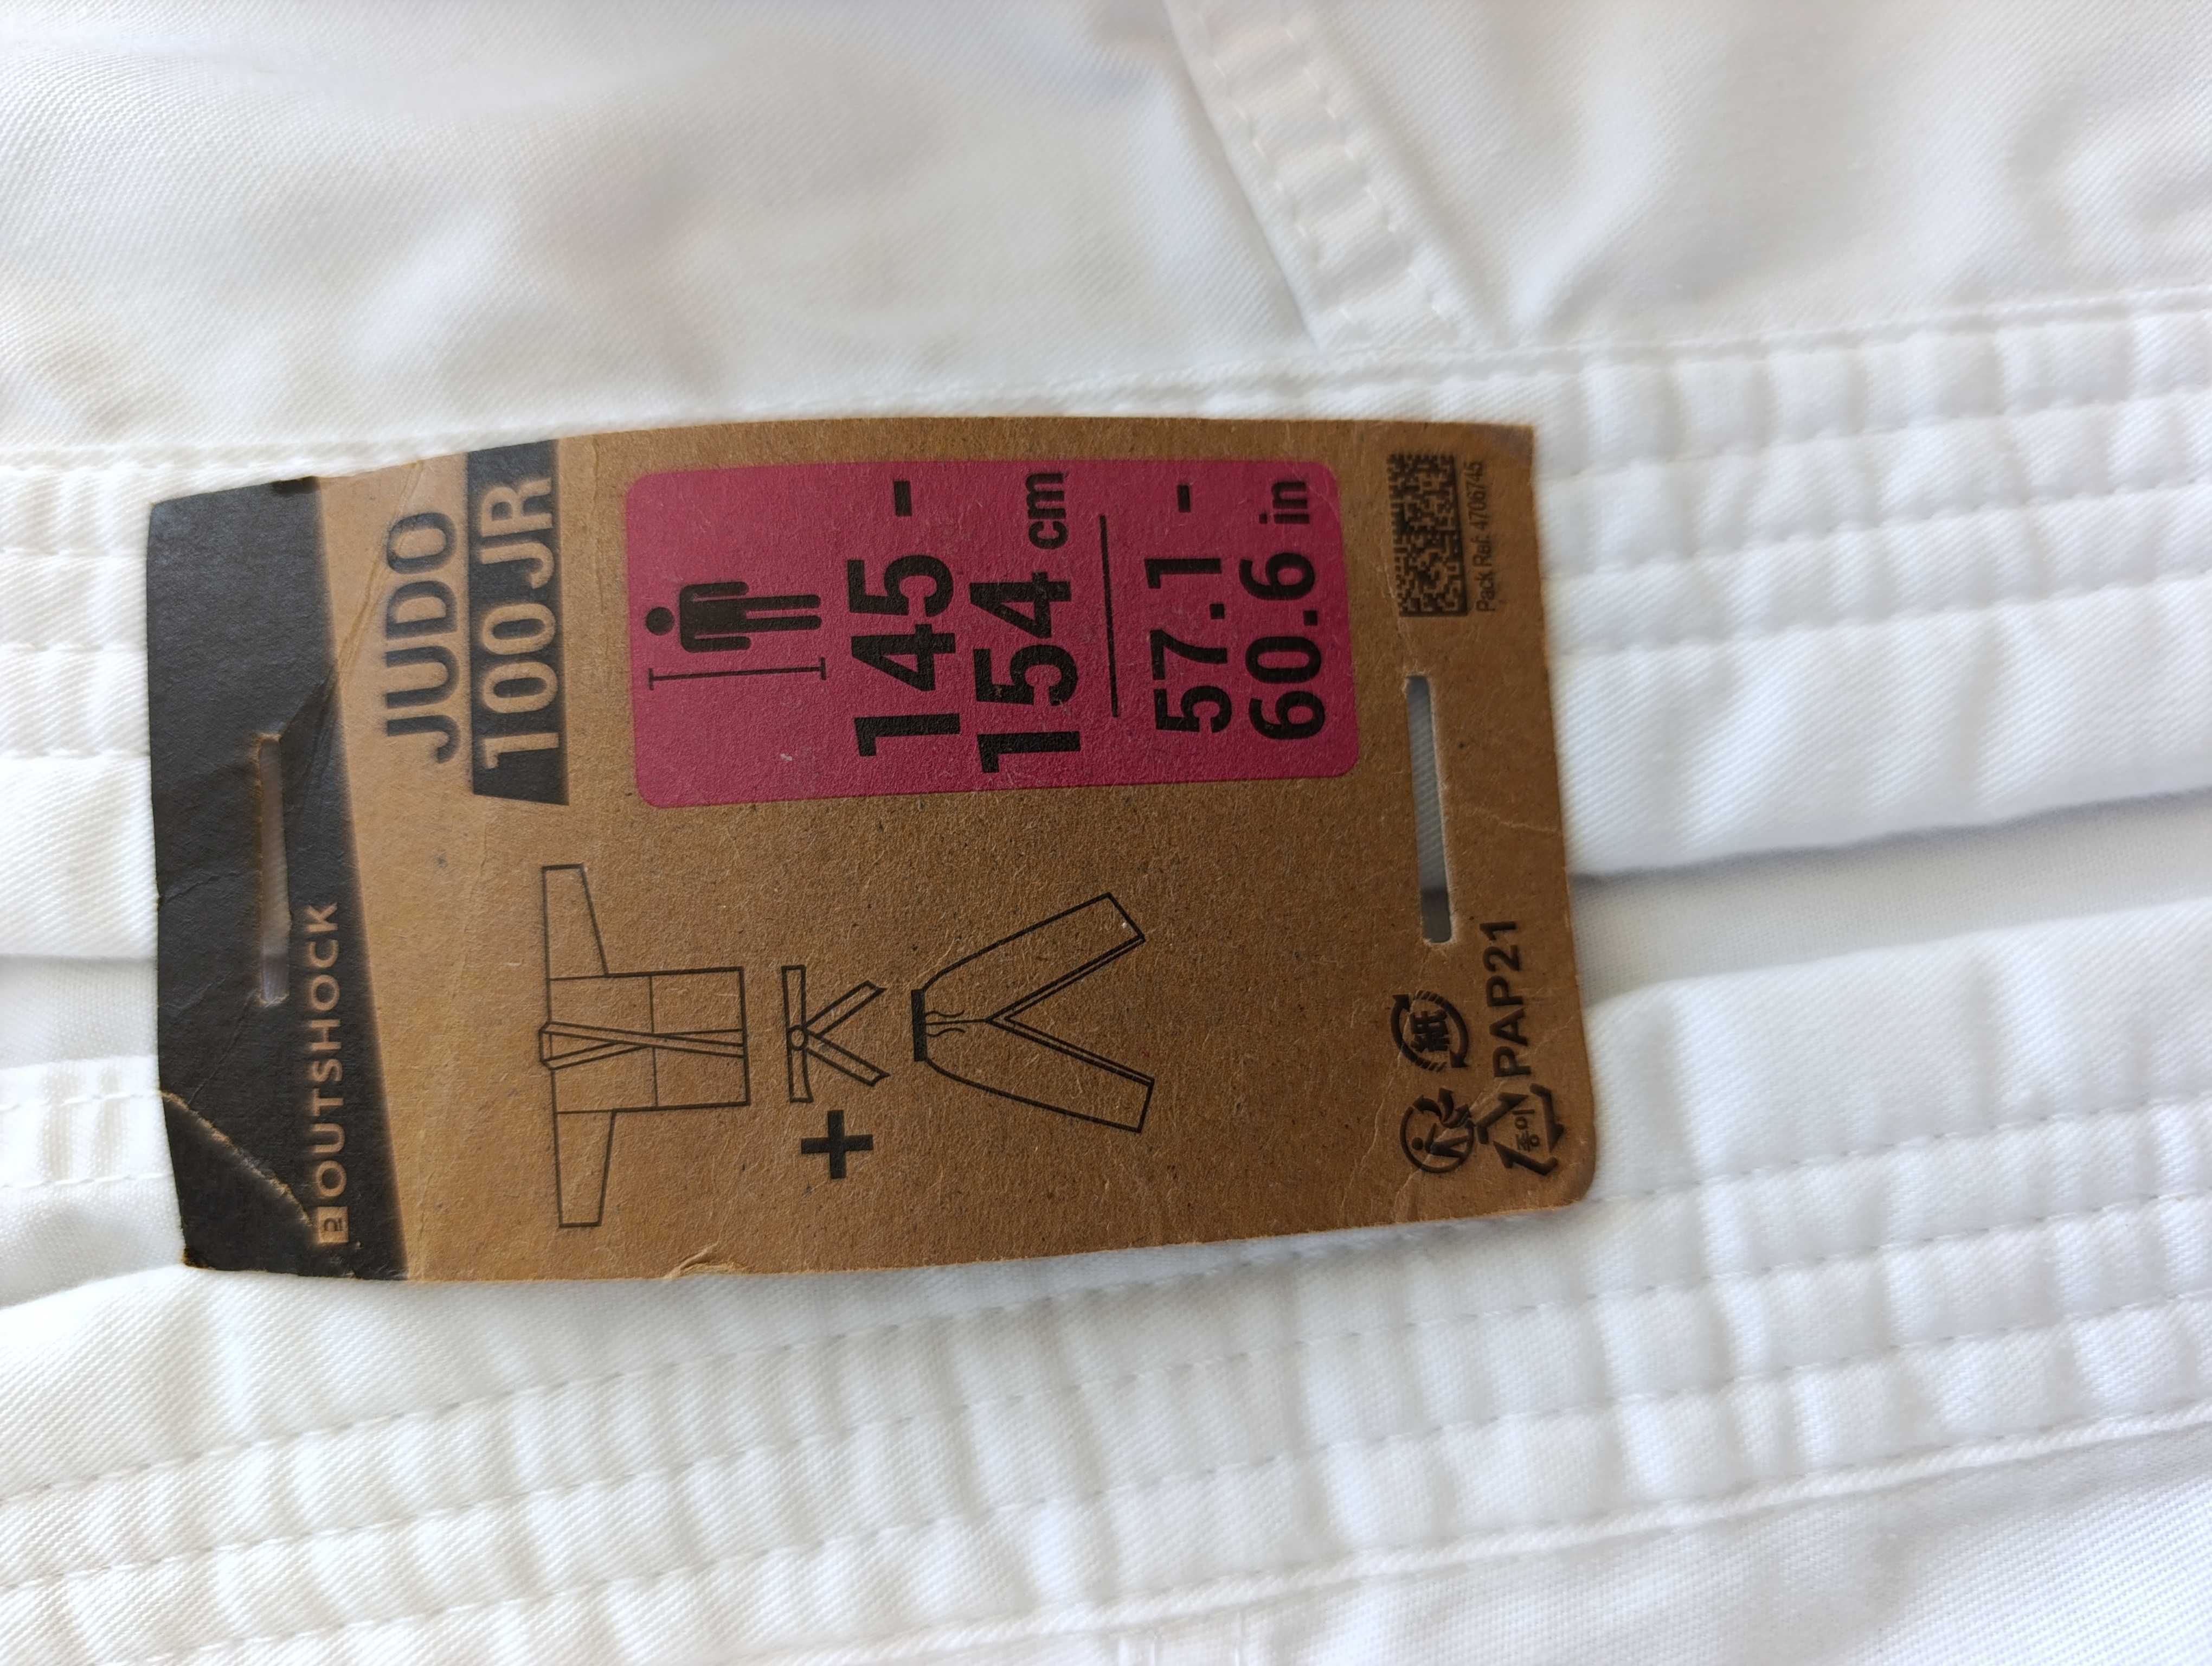 OUTSHOCK
JUDO
100 JR
145-
154 cm
57.1-
60.6 in
+
紙
종이
PAP21
Pack Ref. 4706745